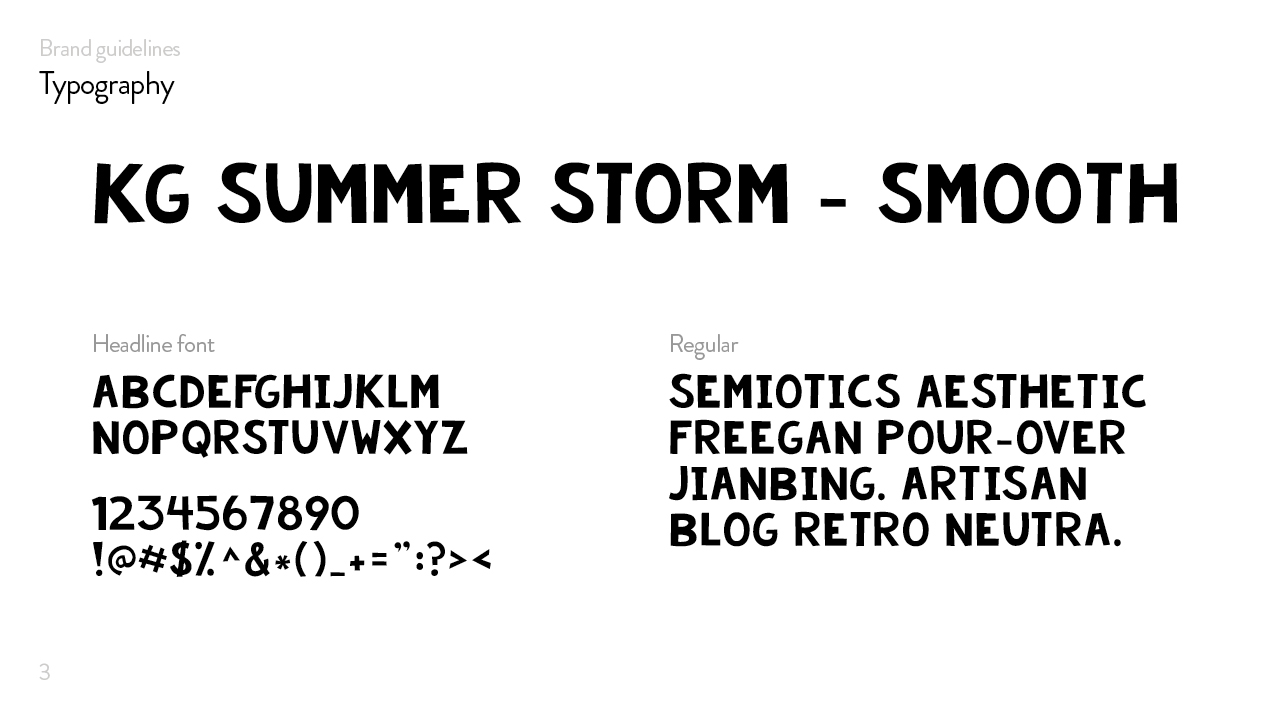 Brand guidelines
Typography
KG SUMMER STORM - SMOOTH
Headline font
ABCDEFGHIJKLM
NOPQRSTUVWXYZ
1234567890
!@#$%^&*()_+=”:?><
Regular
SEMIOTICS AESTHETIC
FREEGAN POUR-OVER
JIANBING. ARTISAN
BLOG RETRO NEUTRA.
3